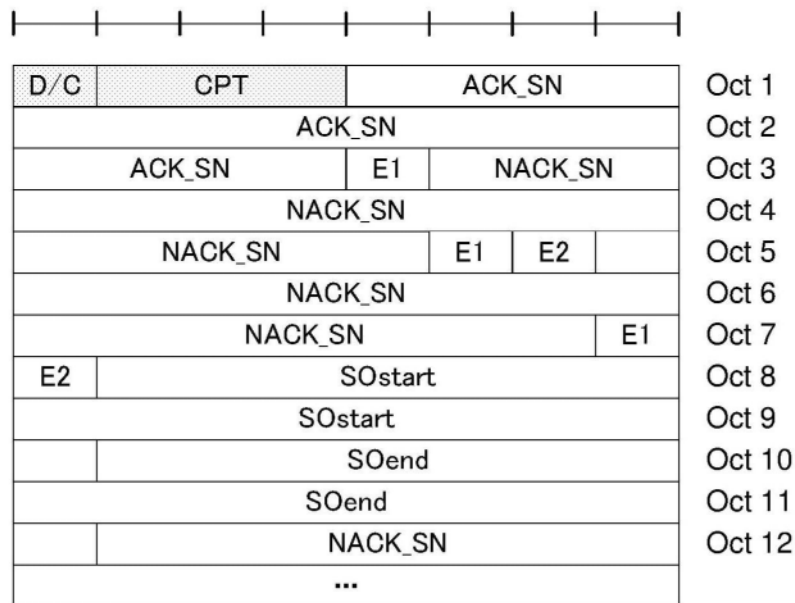 D/C CPT ACK_SN Oct 1
ACK_SN Oct 2
ACK_SN E1 NACK_SN Oct 3
NACK_SN Oct 4
NACK_SN E1 E2 Oct 5
NACK_SN Oct 6
NACK_SN E1 Oct 7
E2 SOstart Oct 8
SOstart Oct 9
SOend Oct 10
SOend Oct 11
NACK_SN Oct 12
...